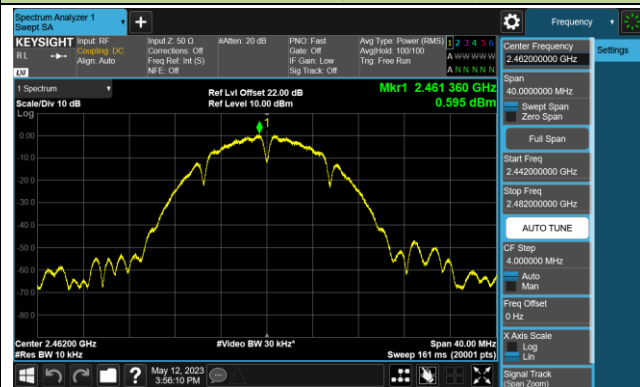 Spectrum Analyzer 1
Swept SA
Frequency
KEYSIGHT
Input: RF
Coupling: DC
Align: Auto
Input Z: 50 Ω
Corrections: Off
Freq Ref: Int (S)
NFE: Off
#Atten: 20 dB
PNO: Fast
Gate: Off
IF Gain: Low
Sig Track: Off
Avg Type: Power (RMS)
Avg|Hold: 100/100
Trig: Free Run
1 2 3 4 5 6
A W W W W W
A N N N N N
R L
LXI
1 Spectrum
Scale/Div 10 dB
Log
Ref Lvl Offset 22.00 dB
Ref Level 10.00 dBm
Mkr1 2.461 360 GHz
0.595 dBm
1
0.00
-10.0
-20.0
-30.0
-40.0
-50.0
-60.0
-70.0
-80.0
Center 2.46200 GHz
#Res BW 10 kHz
#Video BW 30 kHz*
Span 40.00 MHz
Sweep 161 ms (20001 pts)
May 12, 2023
3:56:10 PM
Center Frequency
2.462000000 GHz
Span
40.0000000 MHz
Swept Span
Zero Span
Full Span
Start Freq
2.442000000 GHz
Stop Freq
2.482000000 GHz
AUTO TUNE
CF Step
4.000000 MHz
Auto
Man
Freq Offset
0 Hz
X Axis Scale
Log
Lin
Signal Track
(Span Zoom)
Settings